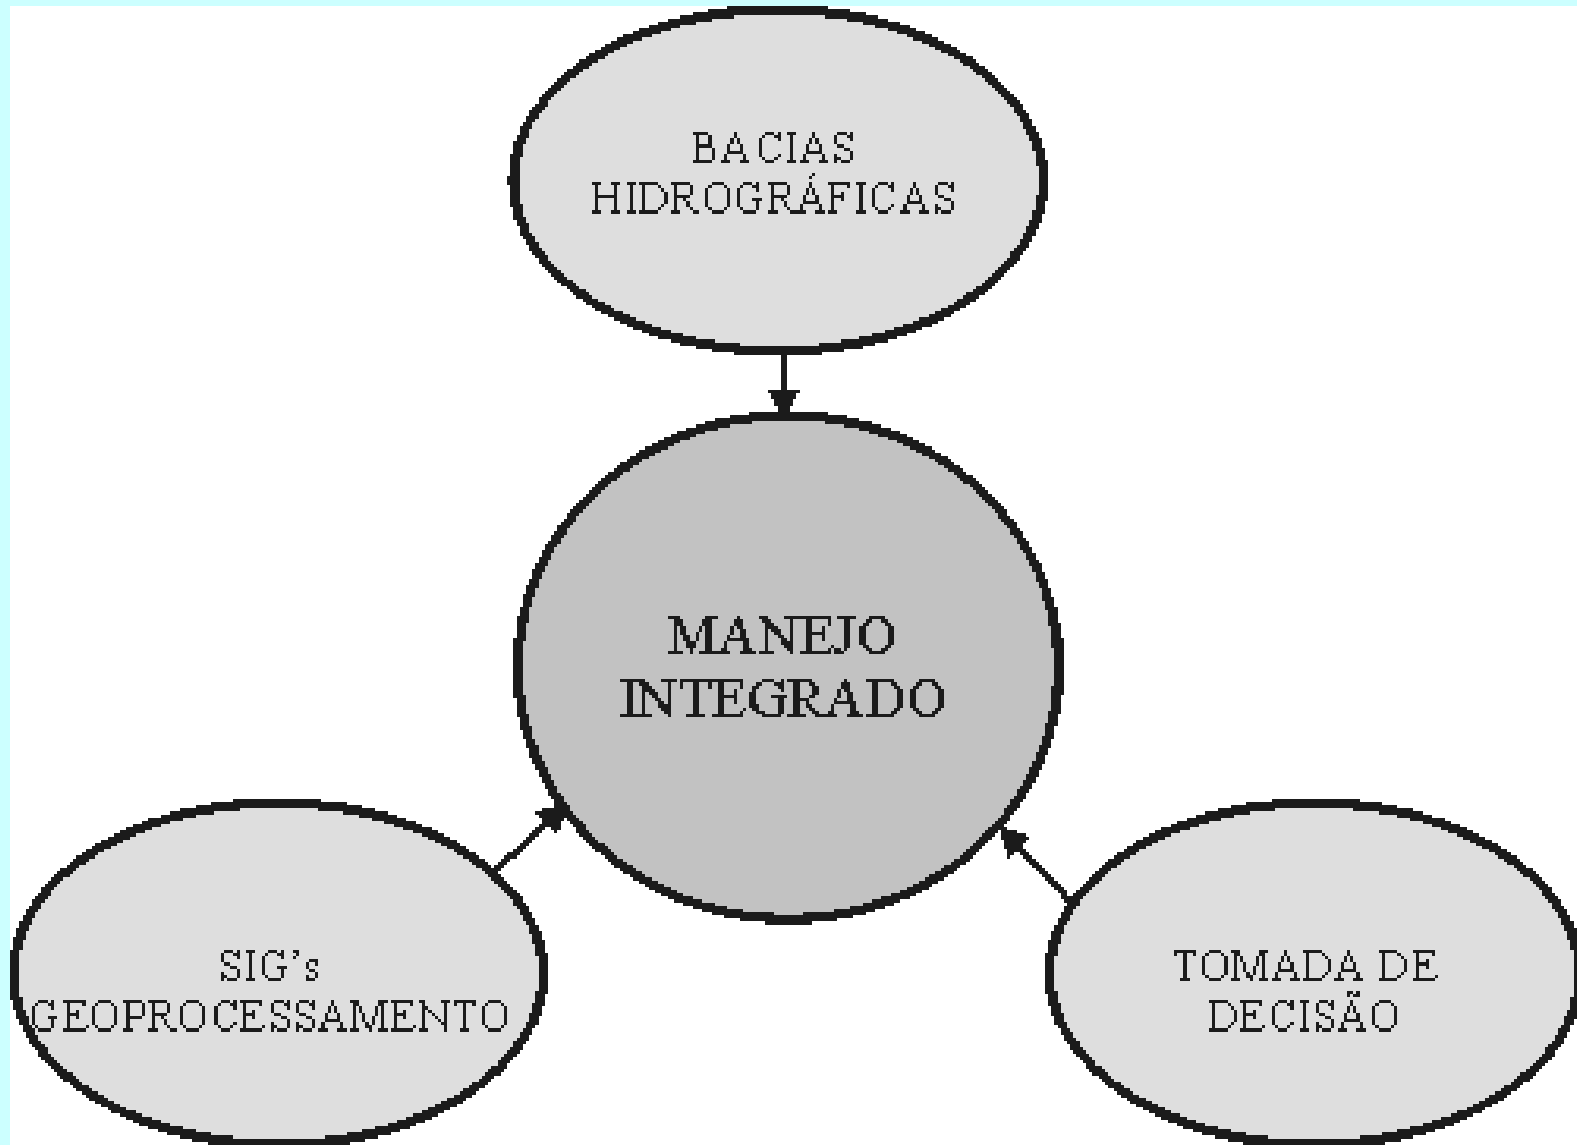 BACIAS
HIDROGRÁFICAS
MANEJO
INTEGRADO
SIG's
GEOPROCESSAMENTO
TOMADA DE
DECISÃO